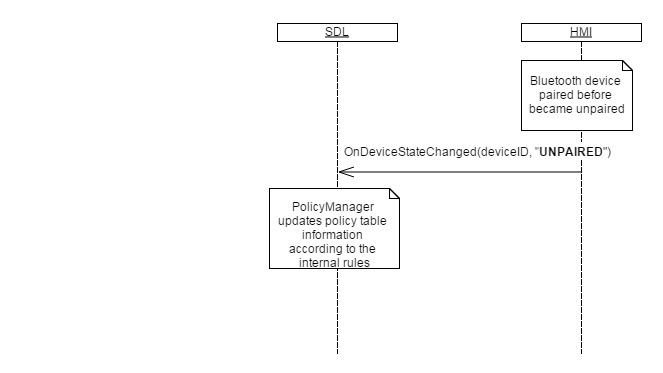 SDL
HMI
Bluetooth device
paired before
became unpaired
OnDeviceStateChanged(deviceID, "UNPAIRED")
PolicyManager
updates policy table
information
according to the
internal rules